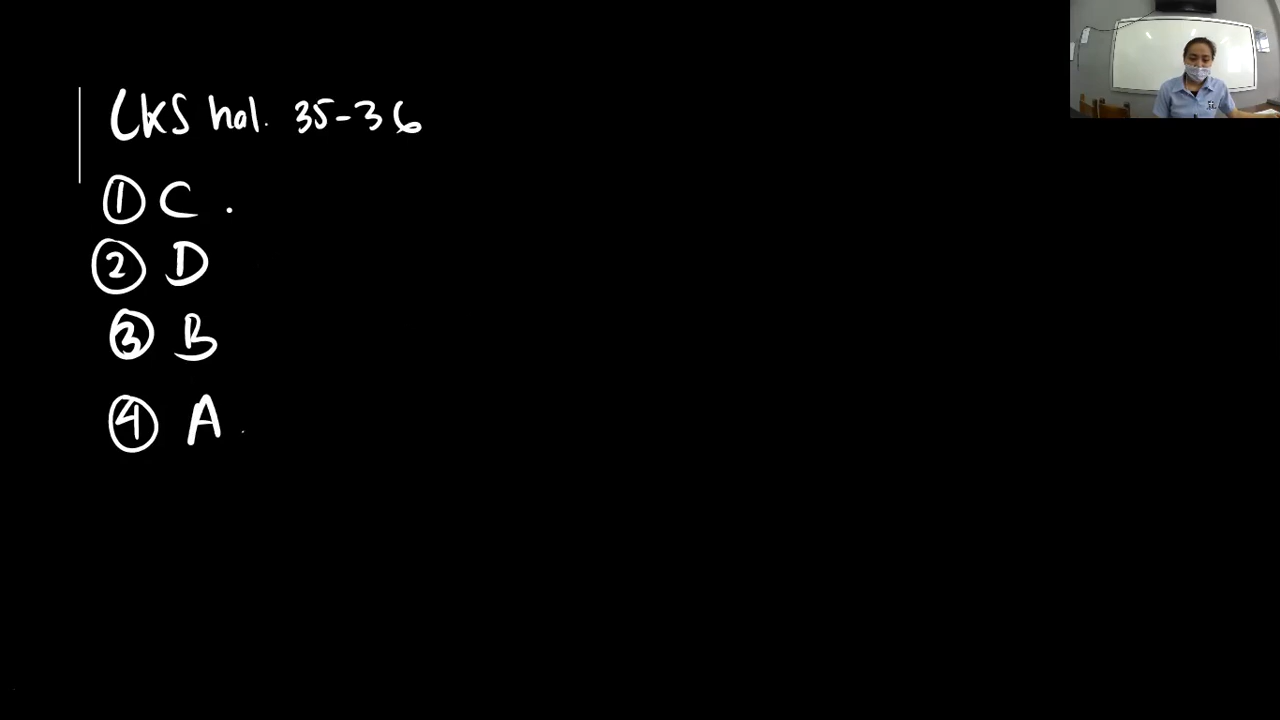 LKS hal. 35-36
① C .
② D
③ B
④ A .